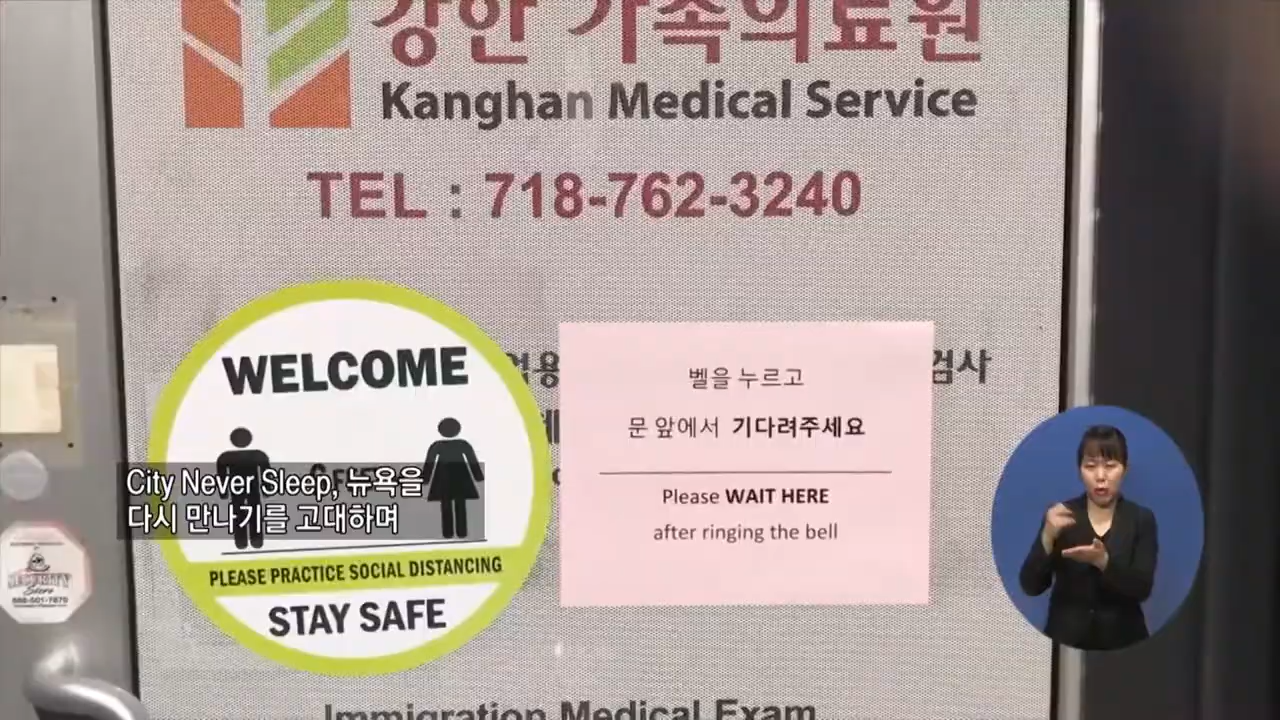 강한 가족의료원
Kanghan Medical Service
TEL : 718-762-3240
WELCOME
PLEASE PRACTICE SOCIAL DISTANCING
STAY SAFE
검사
벨을 누르고
문 앞에서 기다려주세요
Please WAIT HERE
after ringing the bell
City Never Sleep, 뉴욕을
다시 만나기를 고대하며
SECURITY
Immigration Medical Exam